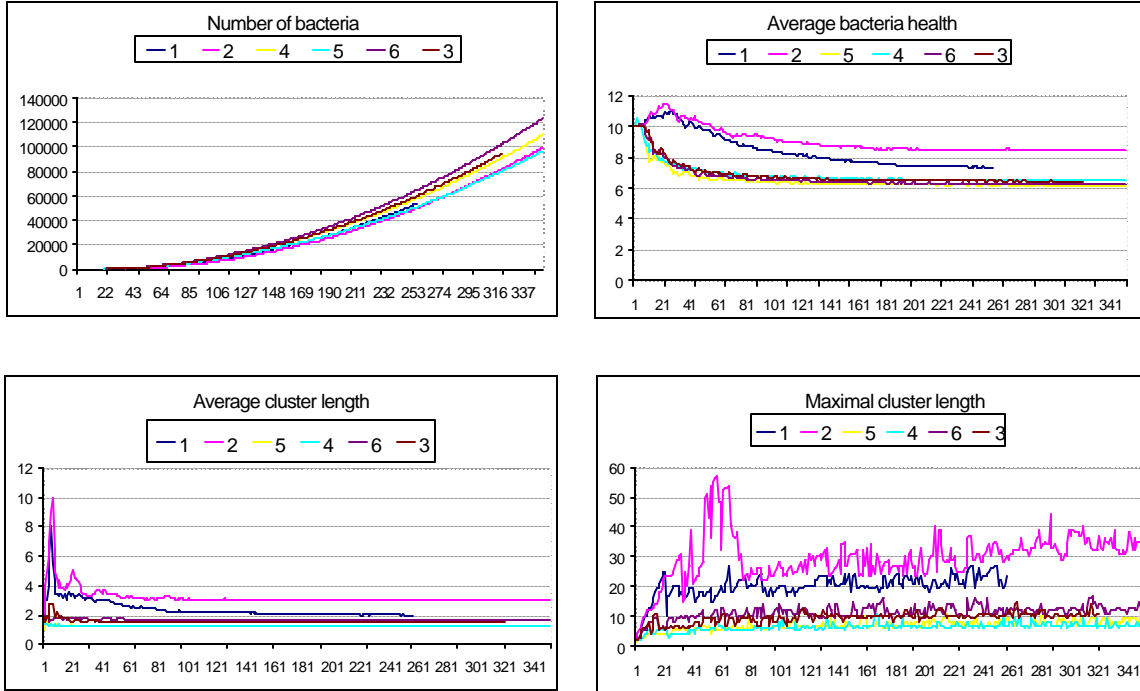 Number of bacteria
1 2 4 5 6 3
140000
120000
100000
80000
60000
40000
20000
0
1 22 43 64 85 106 127 148 169 190 211 232 253 274 295 316 337
Average bacteria health
1 2 5 4 6 3
12
10
8
6
4
2
0
1 21 41 61 81 101 121 141 161 181 201 221 241 261 281 301 321 341
Average cluster length
1 2 5 4 6 3
12
10
8
6
4
2
0
1 21 41 61 81 101 121 141 161 181 201 221 241 261 281 301 321 341
Maximal cluster length
1 2 5 4 6 3
60
50
40
30
20
10
0
1 21 41 61 81 101 121 141 161 181 201 221 241 261 281 301 321 341